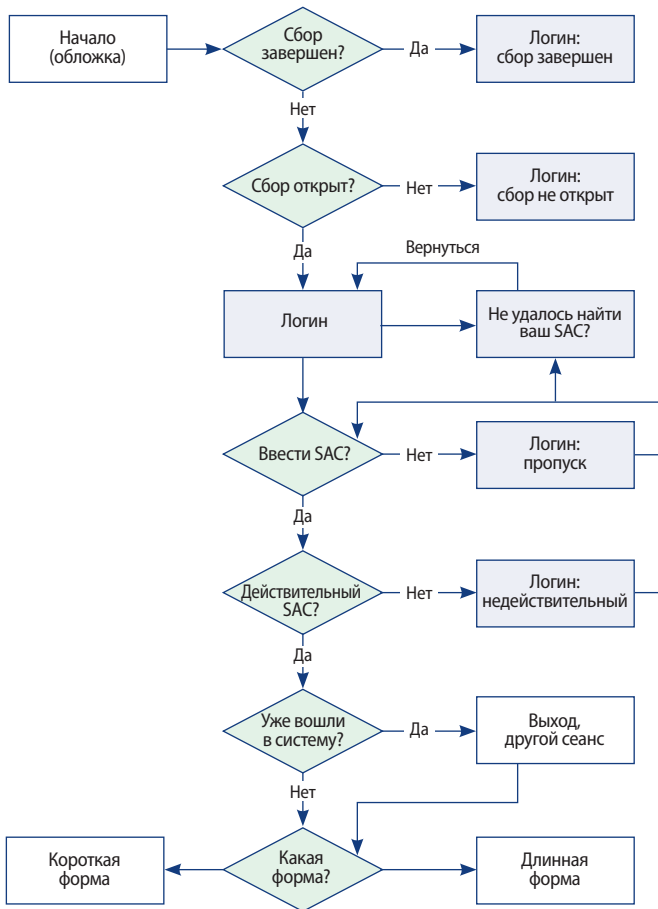 Начало
(обложка)
Сбор
завершен?
Да
Логин:
сбор завершен
Нет
Сбор открыт?
Нет
Логин:
сбор не открыт
Да
Вернуться
Логин
Не удалось найти
ваш SAC?
Ввести SAC?
Нет
Логин:
пропуск
Да
Действительный
SAC?
Нет
Логин:
недействительный
Да
Уже вошли
в систему?
Да
Выход,
другой сеанс
Нет
Короткая
форма
Какая
форма?
Длинная
форма